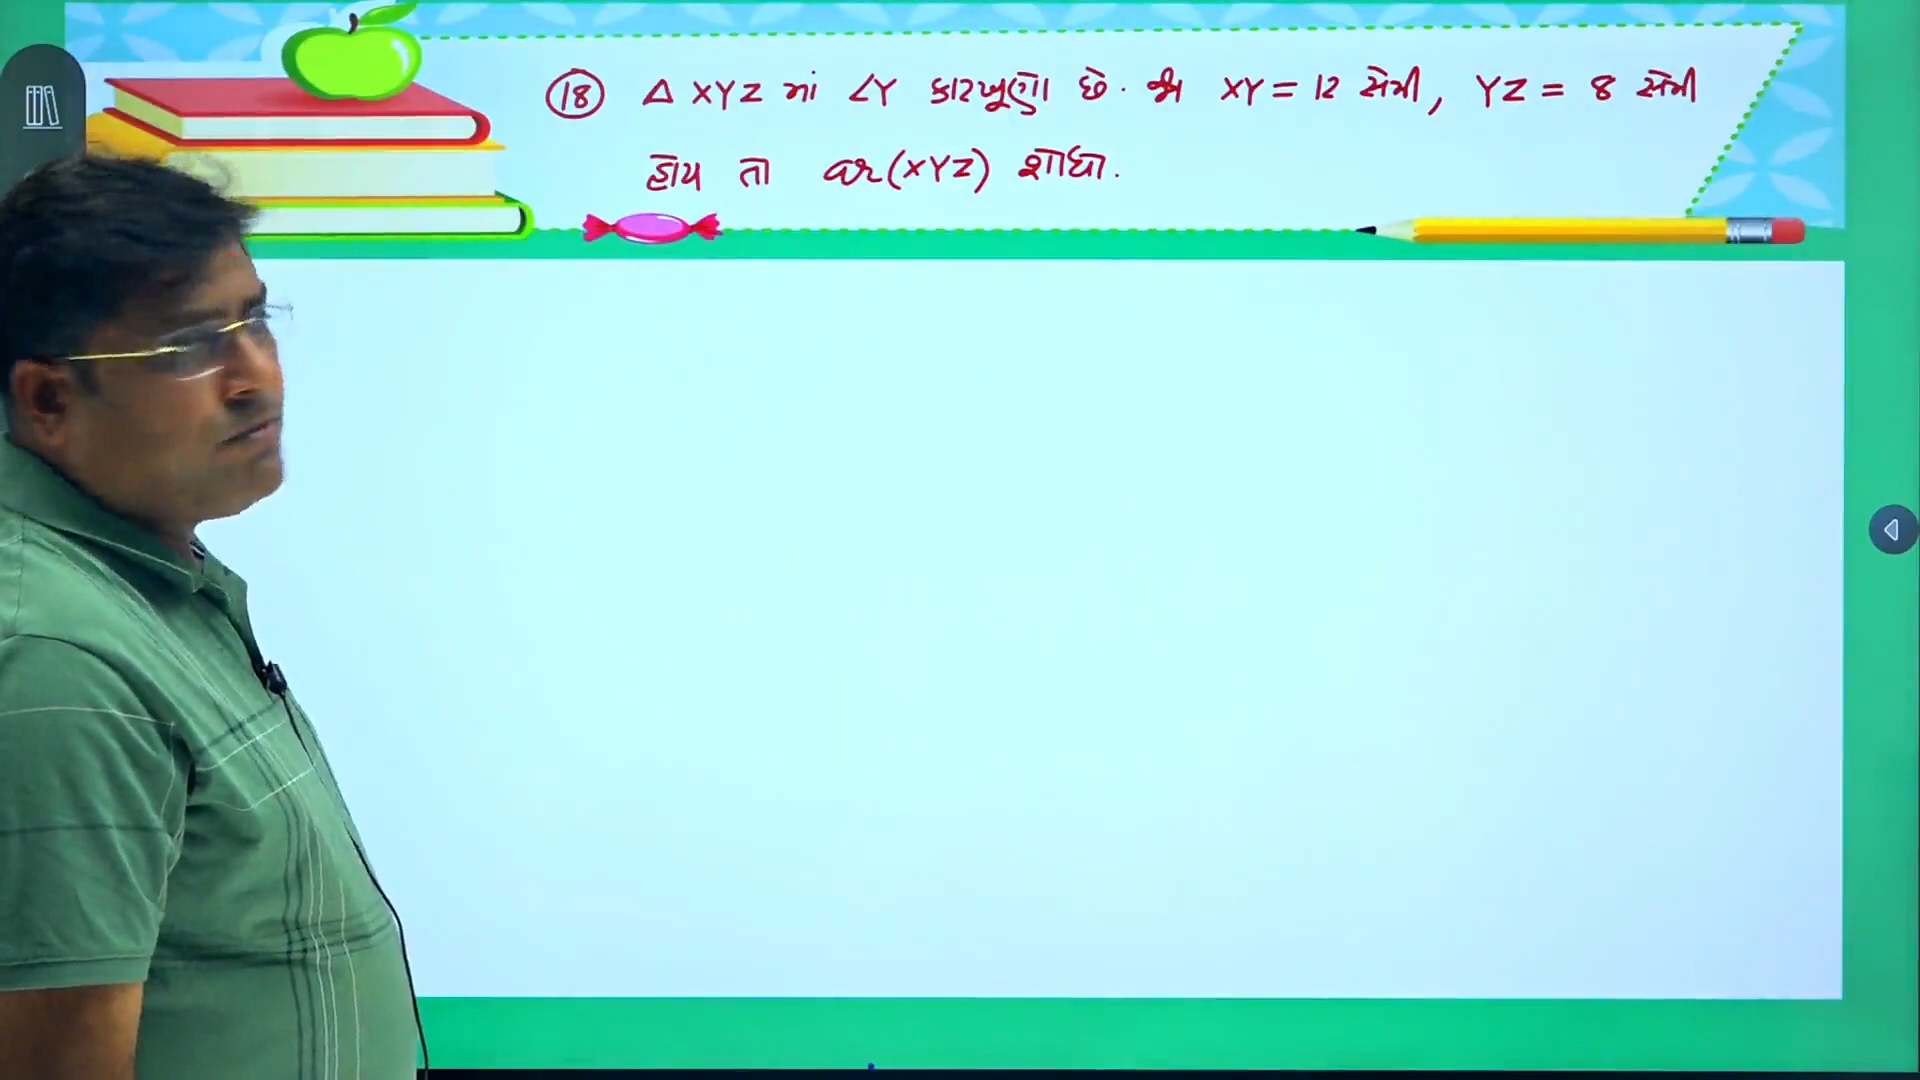 18 Δ XYZ માં ∠Y કાટખૂણો છે. જો XY = 12 સેમી, YZ = 8 સેમી
હોય તો ar(XYZ) શોધો.